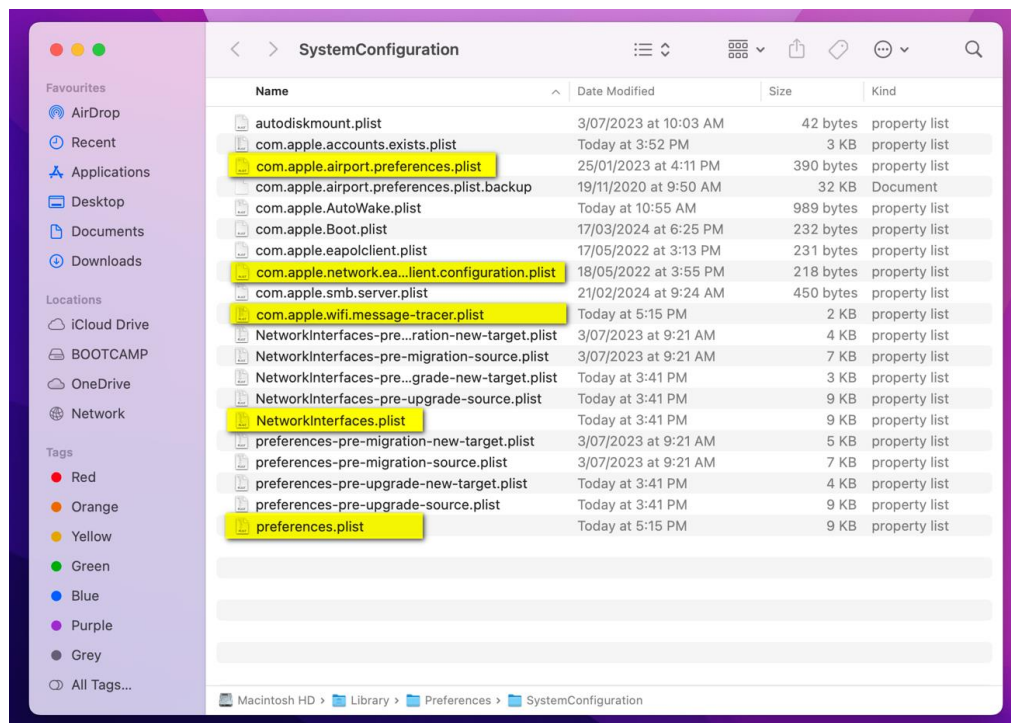 SystemConfiguration
Favourites
AirDrop
Recent
Applications
Desktop
Documents
Downloads
Locations
iCloud Drive
BOOTCAMP
OneDrive
Network
Tags
Red
Orange
Yellow
Green
Blue
Purple
Grey
All Tags...
Name Date Modified Size Kind
autodiskmount.plist 3/07/2023 at 10:03 AM 42 bytes property list
com.apple.accounts.exists.plist Today at 3:52 PM 3 KB property list
com.apple.airport.preferences.plist 25/01/2023 at 4:11 PM 390 bytes property list
com.apple.airport.preferences.plist.backup 19/11/2020 at 9:50 AM 32 KB Document
com.apple.AutoWake.plist Today at 10:55 AM 989 bytes property list
com.apple.Boot.plist 17/03/2024 at 6:25 PM 232 bytes property list
com.apple.eapolclient.plist 17/05/2022 at 3:13 PM 231 bytes property list
com.apple.network.ea...lient.configuration.plist 18/05/2022 at 3:55 PM 218 bytes property list
com.apple.smb.server.plist 21/02/2024 at 9:24 AM 450 bytes property list
com.apple.wifi.message-tracer.plist Today at 5:15 PM 2 KB property list
NetworkInterfaces-pre...ration-new-target.plist 3/07/2023 at 9:21 AM 4 KB property list
NetworkInterfaces-pre-migration-source.plist 3/07/2023 at 9:21 AM 7 KB property list
NetworkInterfaces-pre...grade-new-target.plist Today at 3:41 PM 3 KB property list
NetworkInterfaces-pre-upgrade-source.plist Today at 3:41 PM 9 KB property list
NetworkInterfaces.plist Today at 3:41 PM 9 KB property list
preferences-pre-migration-new-target.plist 3/07/2023 at 9:21 AM 5 KB property list
preferences-pre-migration-source.plist 3/07/2023 at 9:21 AM 7 KB property list
preferences-pre-upgrade-new-target.plist Today at 3:41 PM 4 KB property list
preferences-pre-upgrade-source.plist Today at 3:41 PM 9 KB property list
preferences.plist Today at 5:15 PM 9 KB property list
Macintosh HD › Library › Preferences › SystemConfiguration